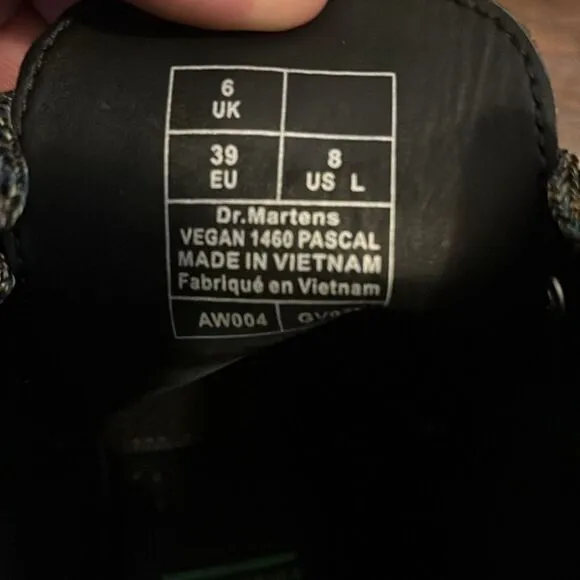 6
UK
39
EU
8
US L
Dr.Martens
VEGAN 1460 PASCAL
MADE IN VIETNAM
Fabriqué en Vietnam
AW004